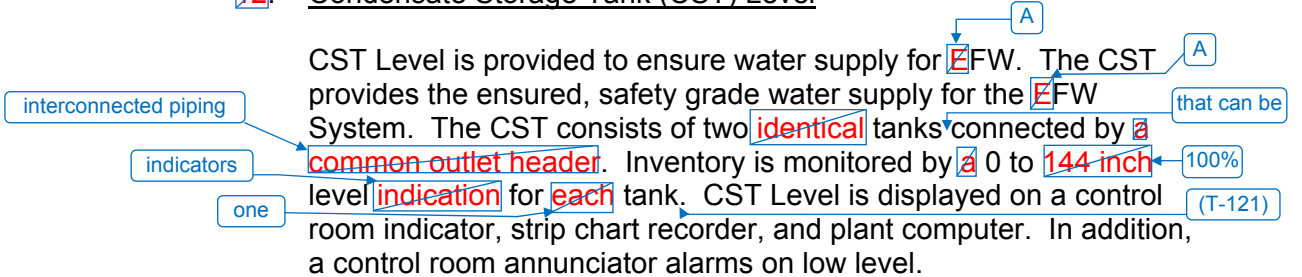 12. Condensate Storage Tank (CST) Level
A
CST Level is provided to ensure water supply for EFW. The CST
A
provides the ensured, safety grade water supply for the EFW
interconnected piping
that can be
System. The CST consists of two identical tanks connected by a
common outlet header. Inventory is monitored by a 0 to 144 inch
indicators
100%
level indication for each tank. CST Level is displayed on a control
one
(T-121)
room indicator, strip chart recorder, and plant computer. In addition,
a control room annunciator alarms on low level.